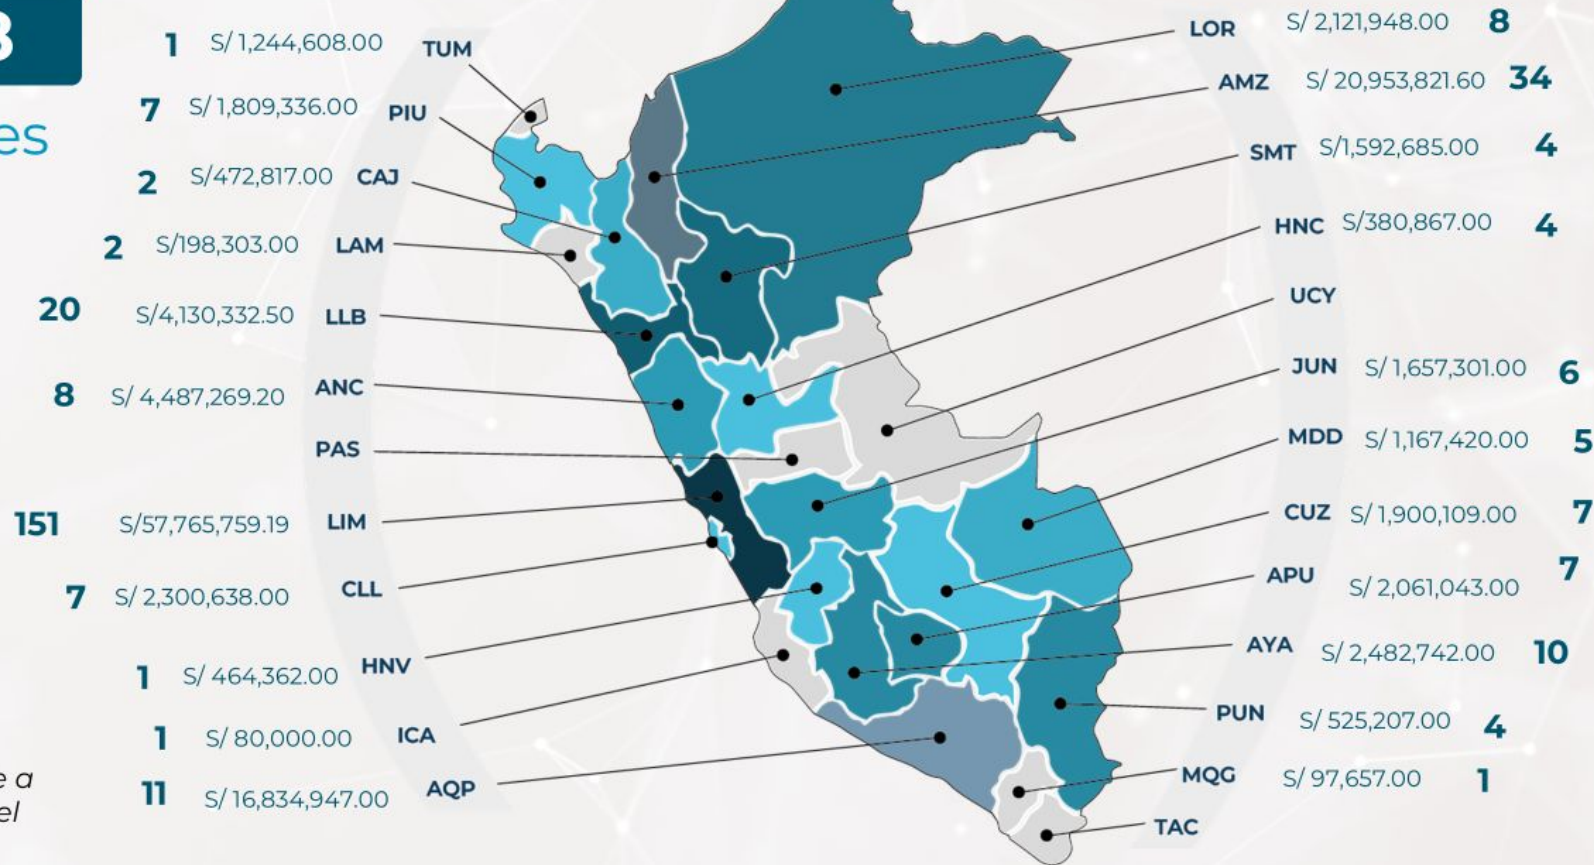 3
es
1 S/ 1,244,608.00 TUM
7 S/ 1,809,336.00 PIU
2 S/472,817.00 CAJ
2 S/198,303.00 LAM
20 S/4,130,332.50 LLB
8 S/ 4,487,269.20 ANC
PAS
151 S/57,765,759.19 LIM
7 S/ 2,300,638.00 CLL
1 S/ 464,362.00 HNV
1 S/ 80,000.00 ICA
11 S/ 16,834,947.00 AQP
e a
el
LOR S/ 2,121,948.00 8
AMZ S/ 20,953,821.60 34
SMT S/1,592,685.00 4
HNC S/380,867.00 4
UCY
JUN S/ 1,657,301.00 6
MDD S/ 1,167,420.00 5
CUZ S/ 1,900,109.00 7
APU S/ 2,061,043.00 7
AYA S/ 2,482,742.00 10
PUN S/ 525,207.00 4
MQG S/ 97,657.00 1
TAC